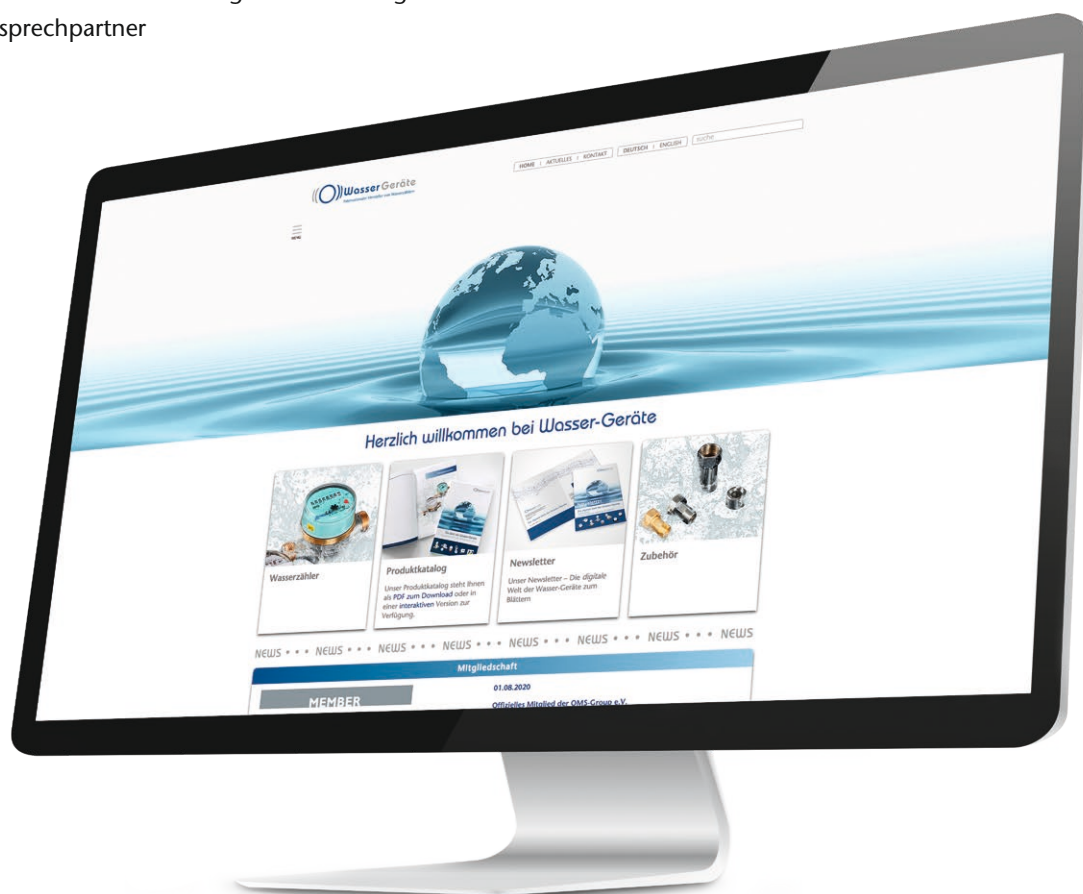 sprechpartner
HOME | AKTUELLES | KONTAKT
DEUTSCH | ENGLISH
suche
WasserGeräte
MENU
Herzlich willkommen bei Wasser-Geräte
Wasserzähler
Produktkatalog
Unser Produktkatalog steht Ihnen
als PDF zum Download oder in
einer interaktiven Version zur
Verfügung.
Newsletter
Unser Newsletter – Die digitale
Welt der Wasser-Geräte zum
Blättern
Zubehör
NEWS • • • NEWS • • • NEWS • • • NEWS • • • NEWS • • • NEWS • • • NEWS • • • NEWS
Mitgliedschaft
MEMBER
01.08.2020
Offizielles Mitglied der OMS-Group e.V.